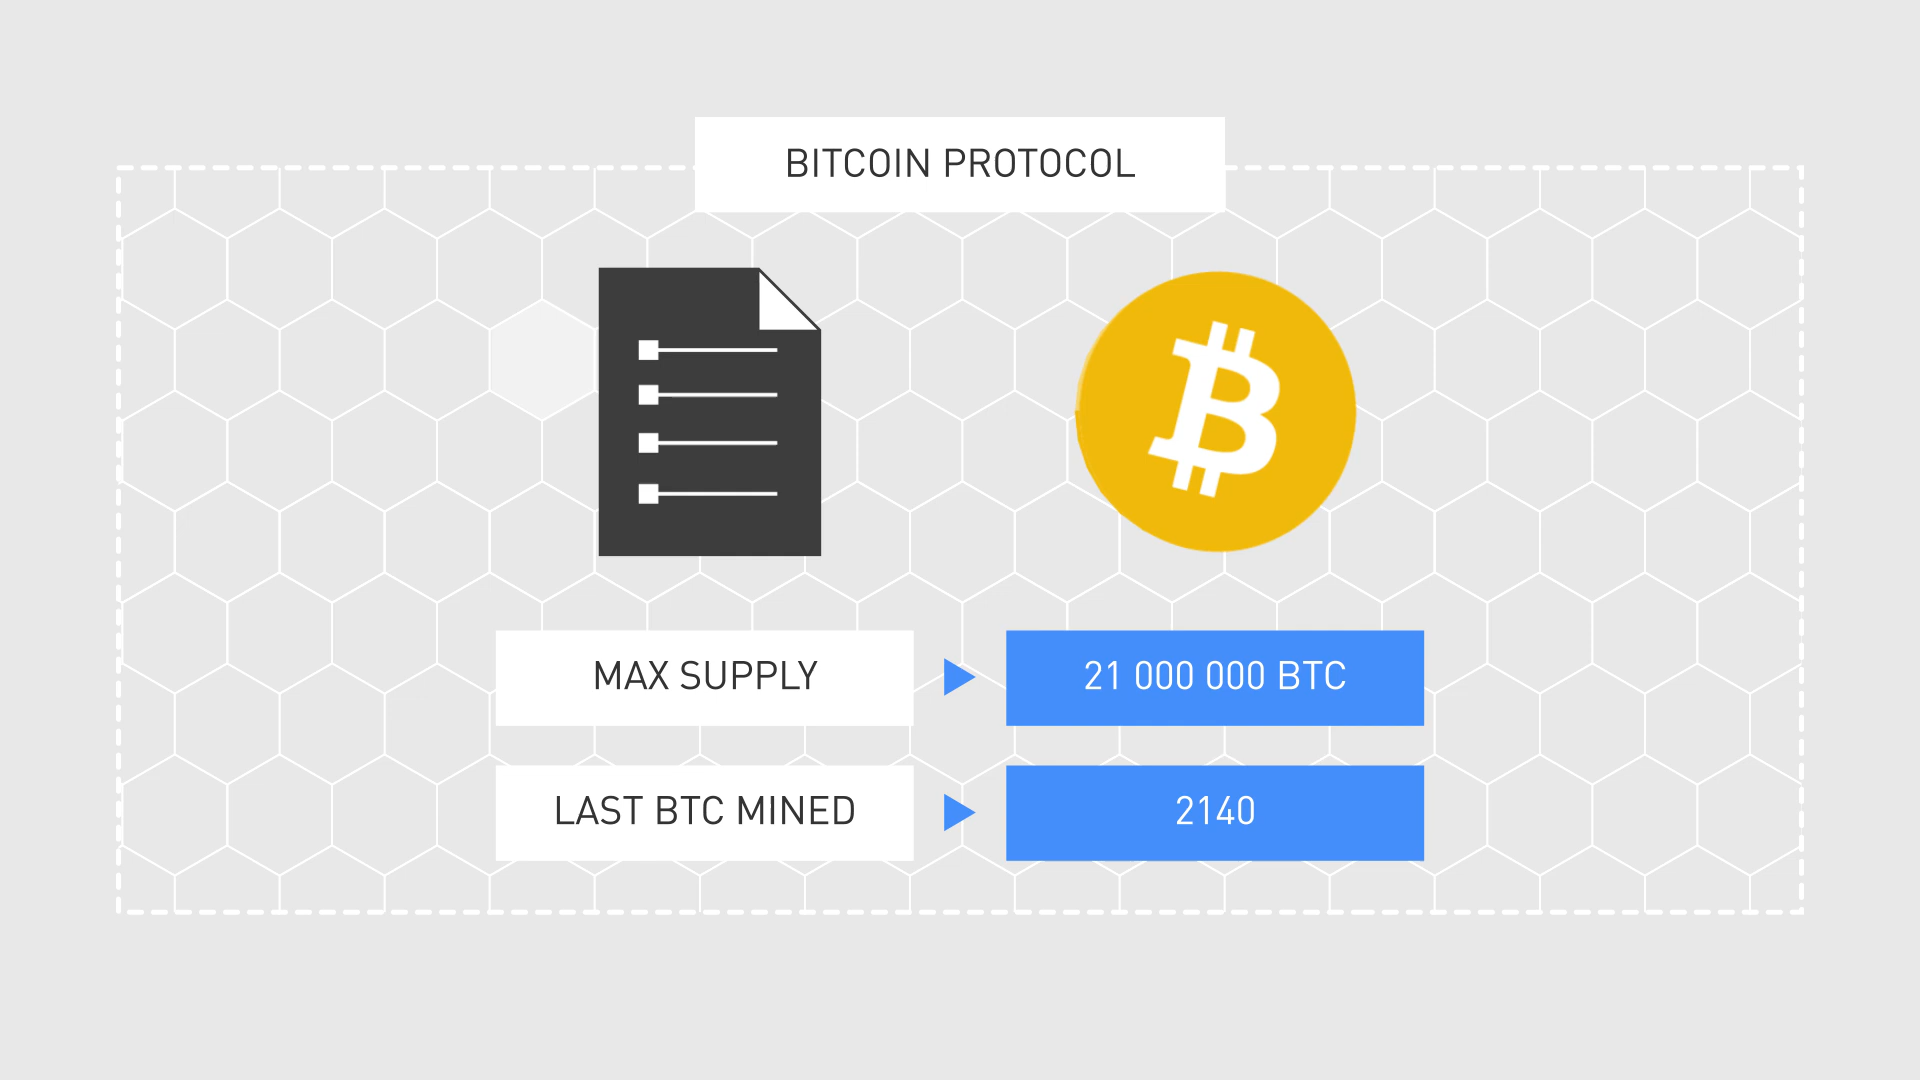 BITCOIN PROTOCOL
MAX SUPPLY
21 000 000 BTC
LAST BTC MINED
2140